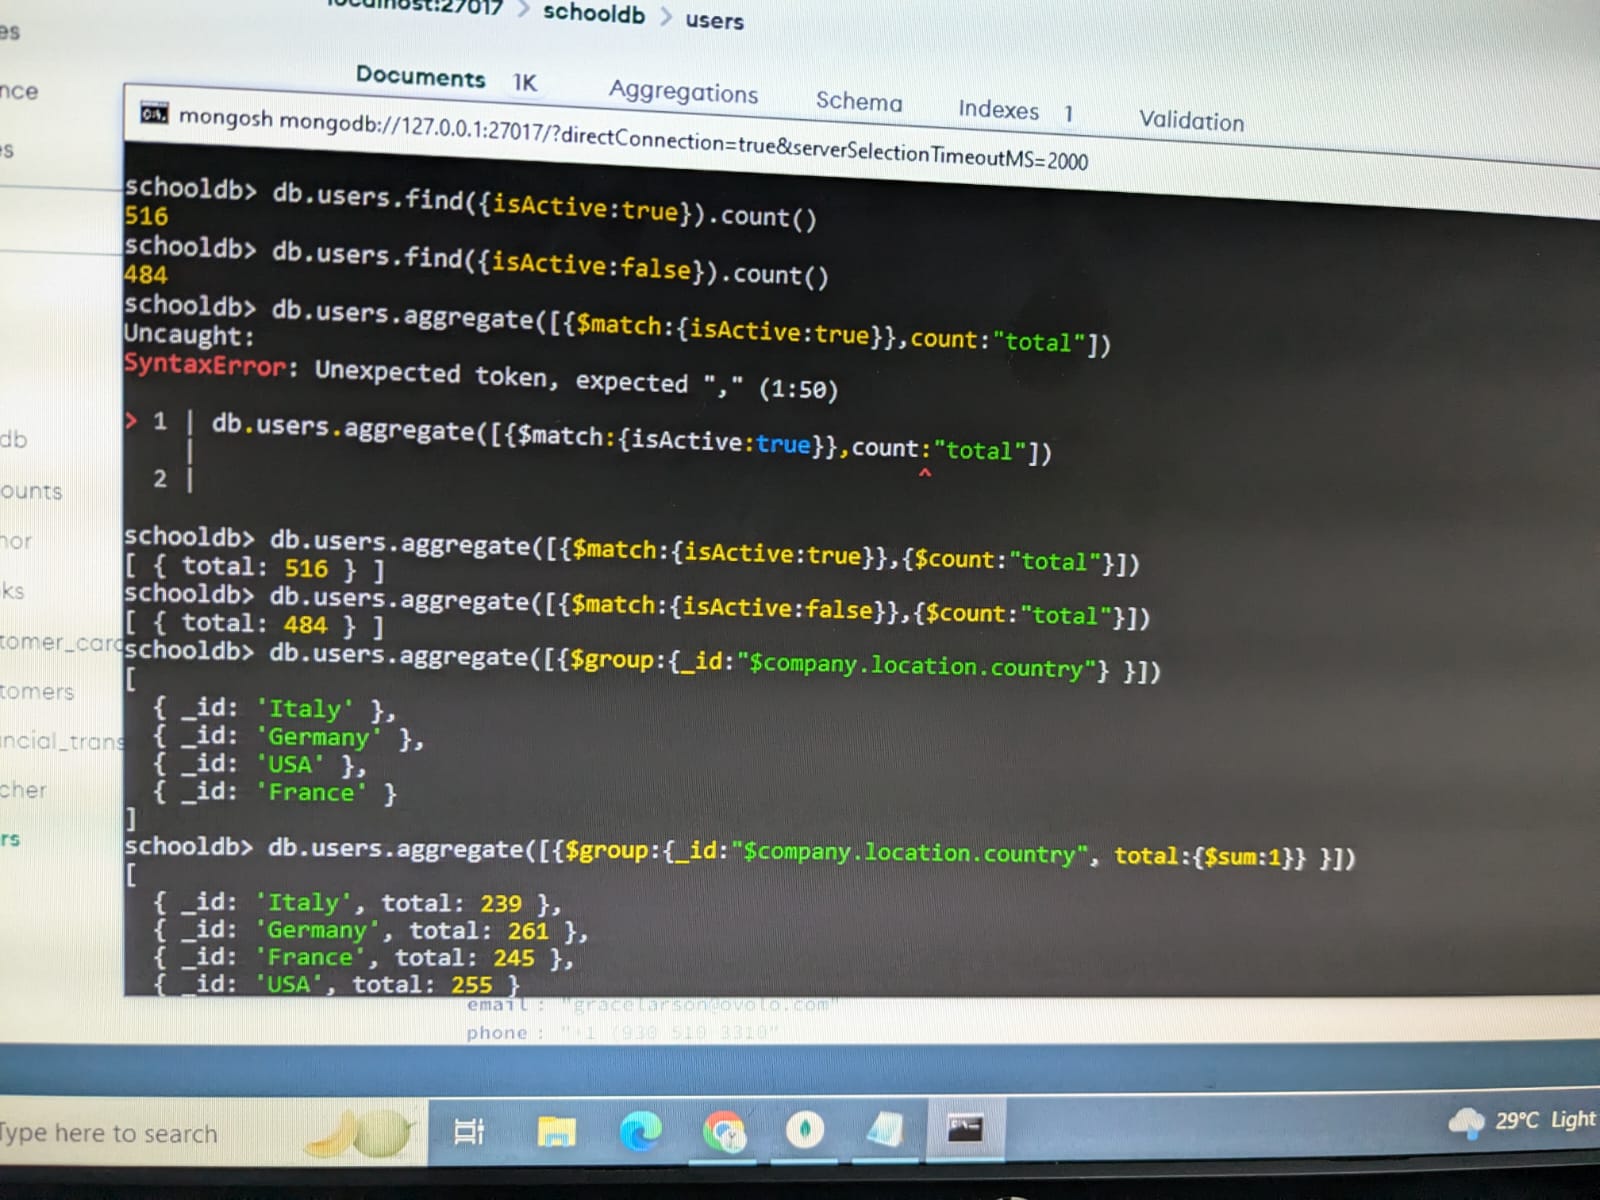 localhost:27017 > schooldb > users
Documents 1K Aggregations Schema Indexes 1 Validation
mongosh mongodb://127.0.0.1:27017/?directConnection=true&serverSelectionTimeoutMS=2000
schooldb> db.users.find({isActive:true}).count()
516
schooldb> db.users.find({isActive:false}).count()
484
schooldb> db.users.aggregate([{$match:{isActive:true}},count:"total"])
Uncaught:
SyntaxError: Unexpected token, expected "," (1:50)
> 1 | db.users.aggregate([{$match:{isActive:true}},count:"total"])
|
^
2 |
schooldb> db.users.aggregate([{$match:{isActive:true}},{$count:"total"}])
[ { total: 516 } ]
schooldb> db.users.aggregate([{$match:{isActive:false}},{$count:"total"}])
[ { total: 484 } ]
schooldb> db.users.aggregate([{$group:{_id:"$company.location.country"} }])
[
{ _id: 'Italy' },
{ _id: 'Germany' },
{ _id: 'USA' },
{ _id: 'France' }
]
schooldb> db.users.aggregate([{$group:{_id:"$company.location.country", total:{$sum:1}} }])
[
{ _id: 'Italy', total: 239 },
{ _id: 'Germany', total: 261 },
{ _id: 'France', total: 245 },
{ _id: 'USA', total: 255 }
es
nce
s
db
ounts
nor
ks
tomer_card
tomers
ncial_trans
cher
rs
email : "gracelarson@ovolo.com"
phone : "+1 (930) 510-3310"
Type here to search
29°C Light